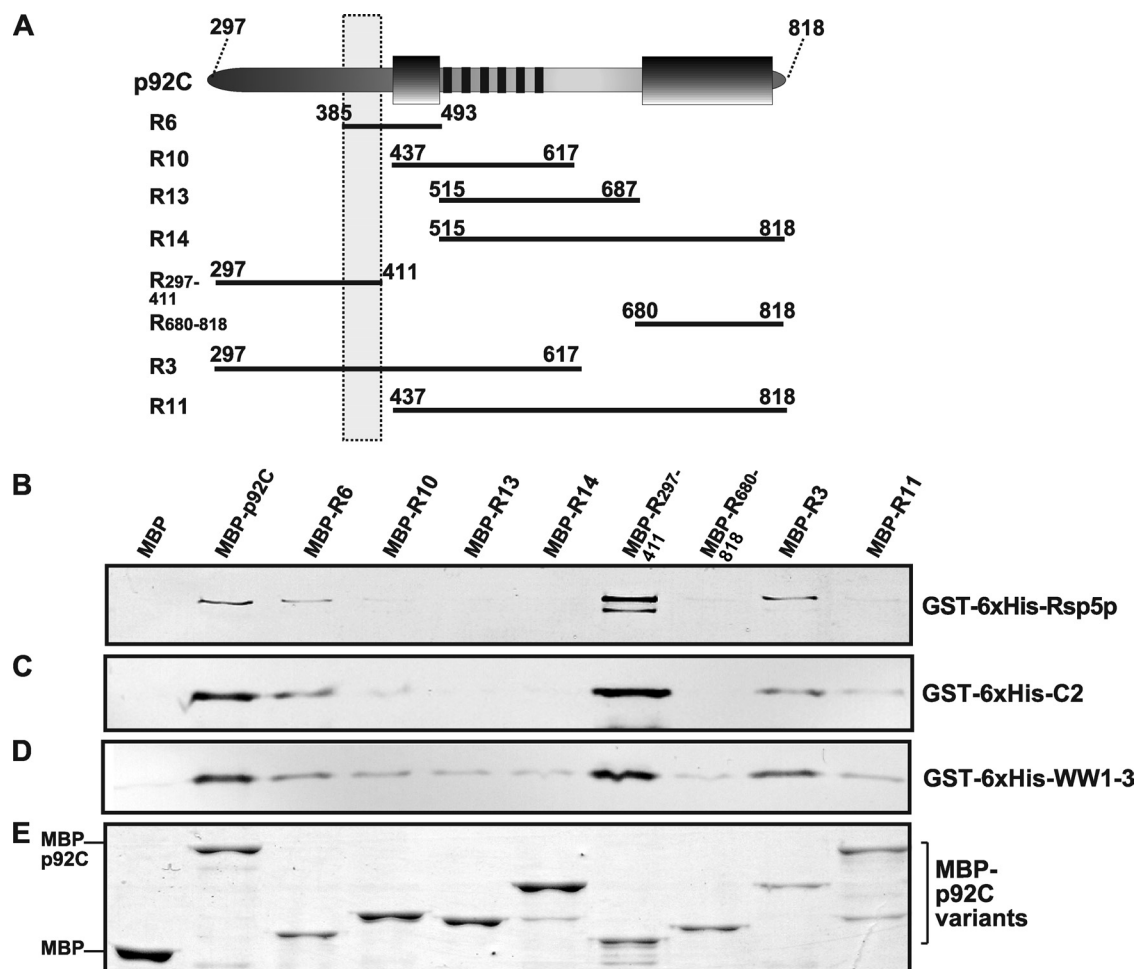 A
297
818
p92C
R6
385
493
R10
437
617
R13
515
687
R14
515
818
R297-
411
297
411
R680-818
680
818
R3
297
617
R11
437
818
B
MBP
MBP-p92C
MBP-R6
MBP-R10
MBP-R13
MBP-R14
MBP-R297-
411
MBP-R680-
818
MBP-R3
MBP-R11
GST-6xHis-Rsp5p
C
GST-6xHis-C2
D
GST-6xHis-WW1-3
E
MBP
p92C
MBP
MBP-
p92C
variants